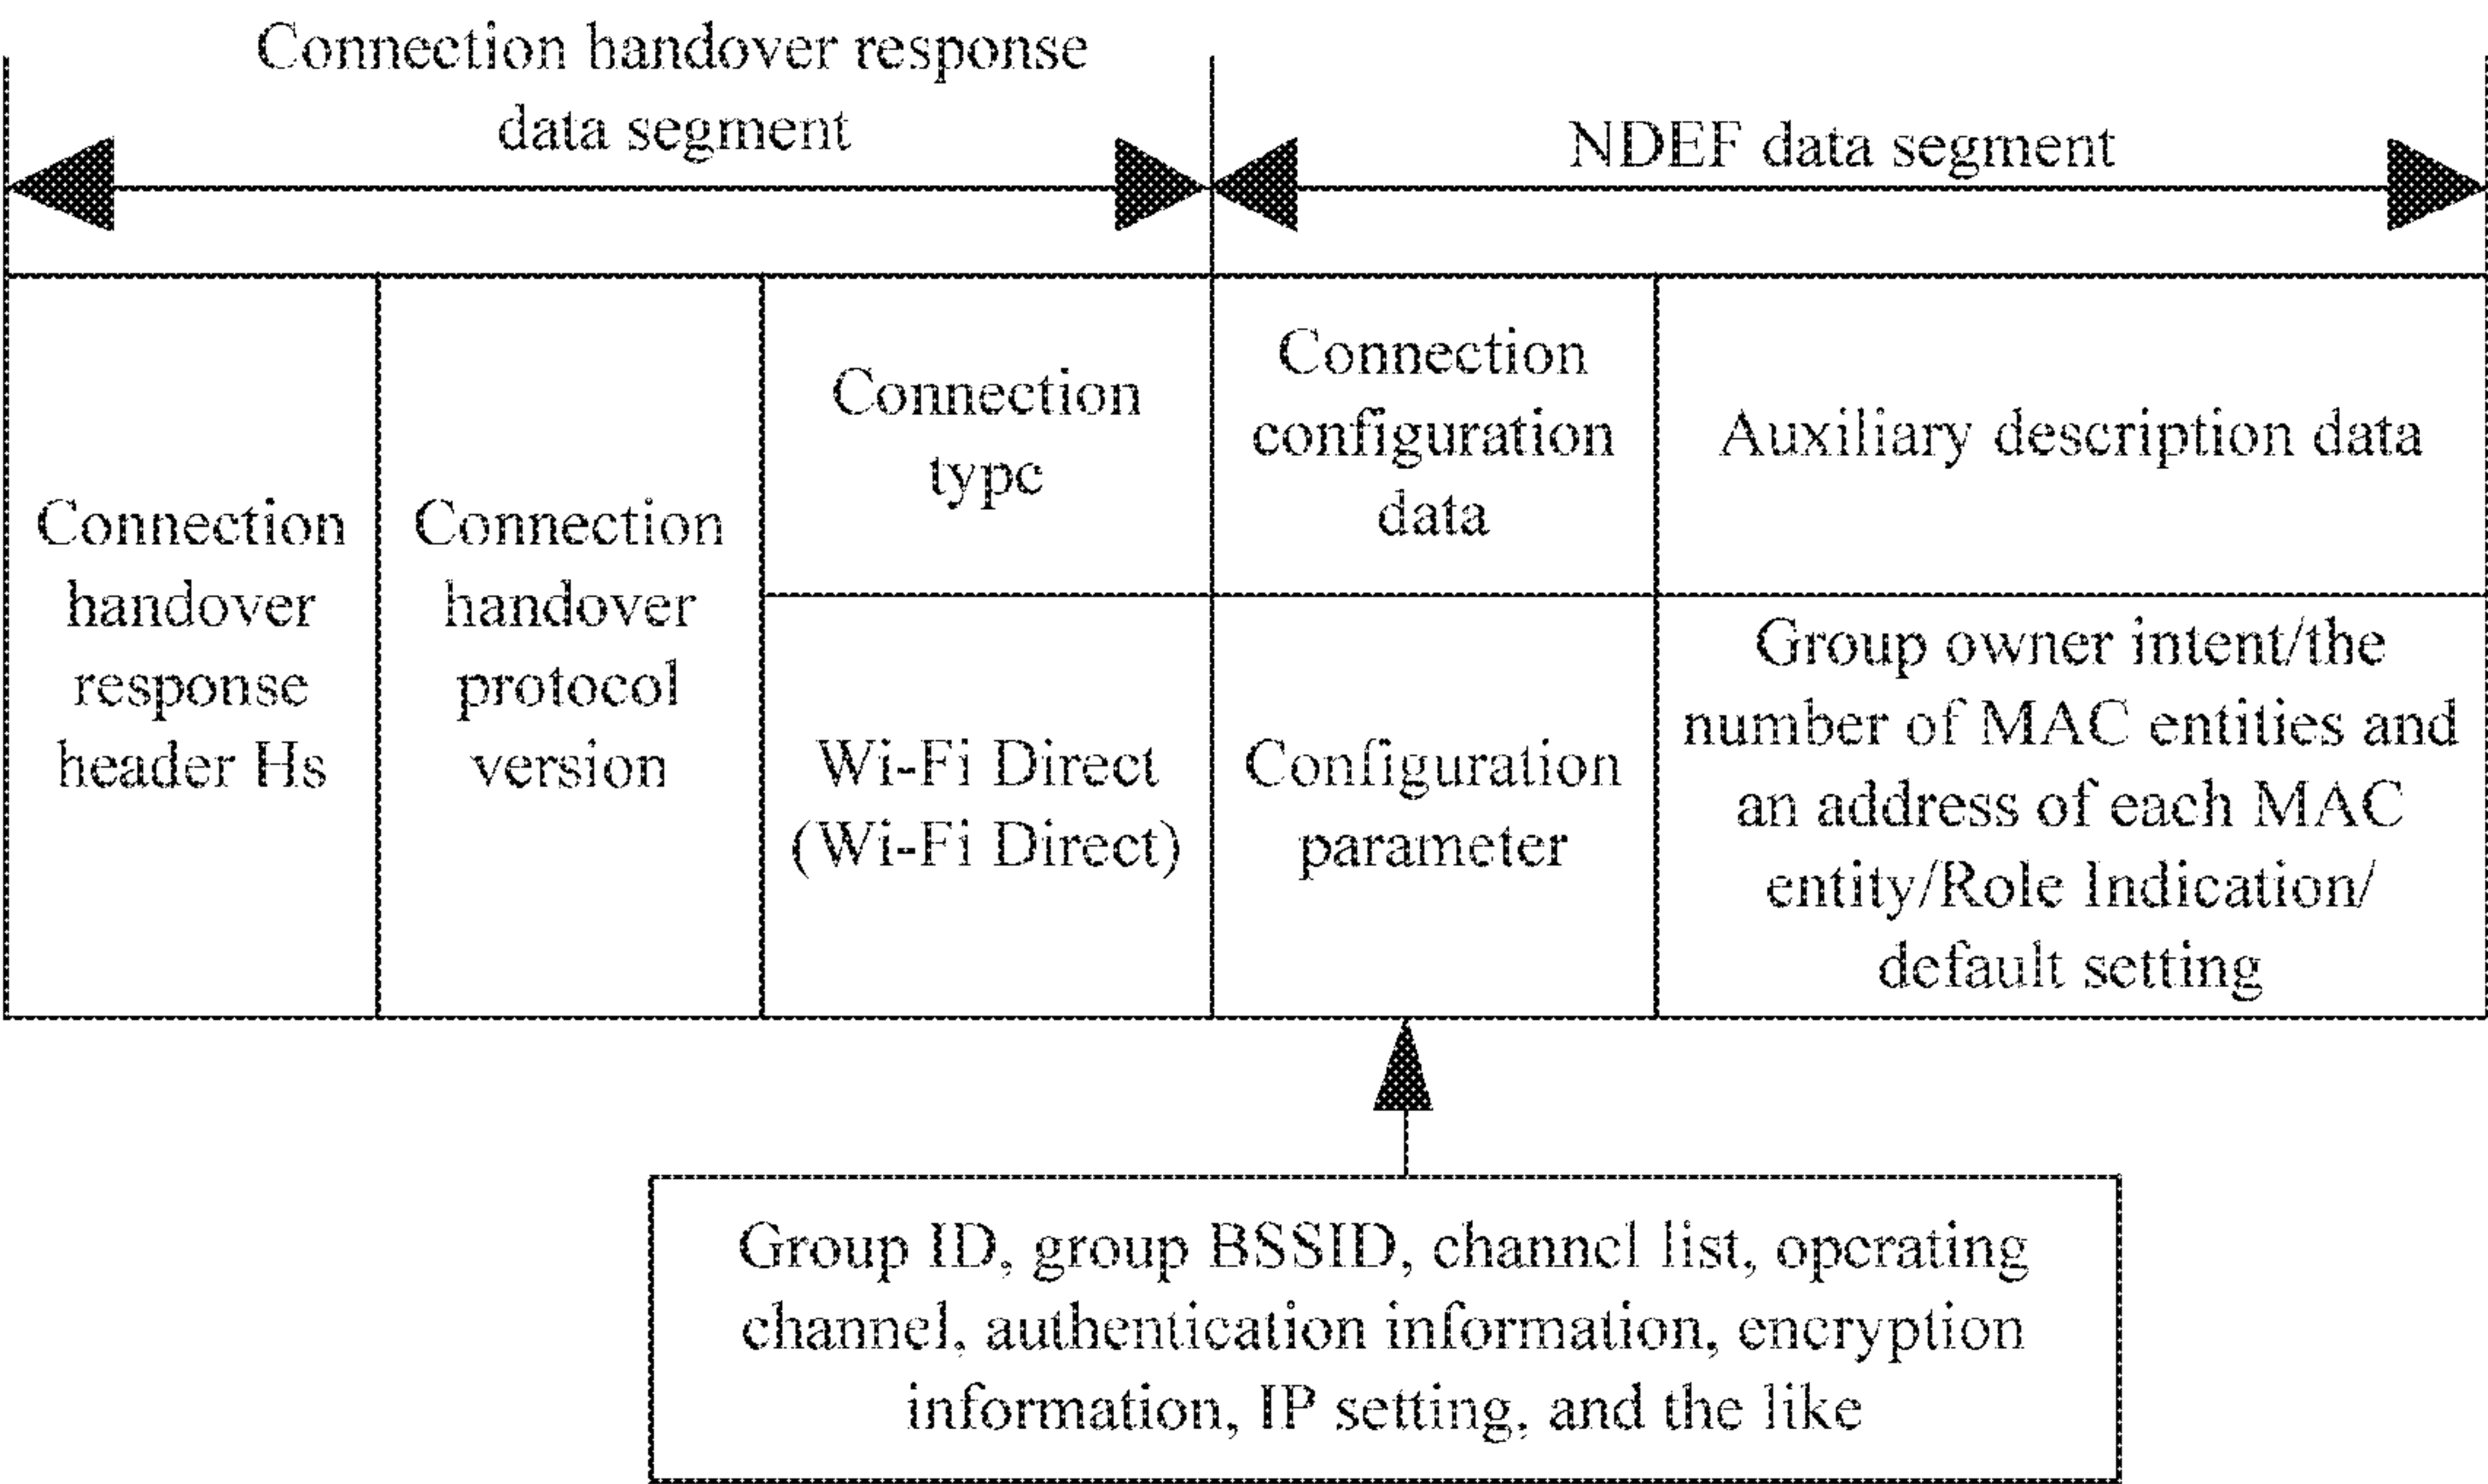 Connection handover response
data segment
NDEF data segment
Connection
handover
response
header Hs
Connection
handover
protocol
version
Connection
type
Wi-Fi Direct
(Wi-Fi Direct)
Connection
configuration
data
Configuration
parameter
Auxiliary description data
Group owner intent/the
number of MAC entities and
an address of each MAC
entity/Role Indication/
default setting
Group ID, group BSSID, channel list, operating
channel, authentication information, encryption
information, IP setting, and the like